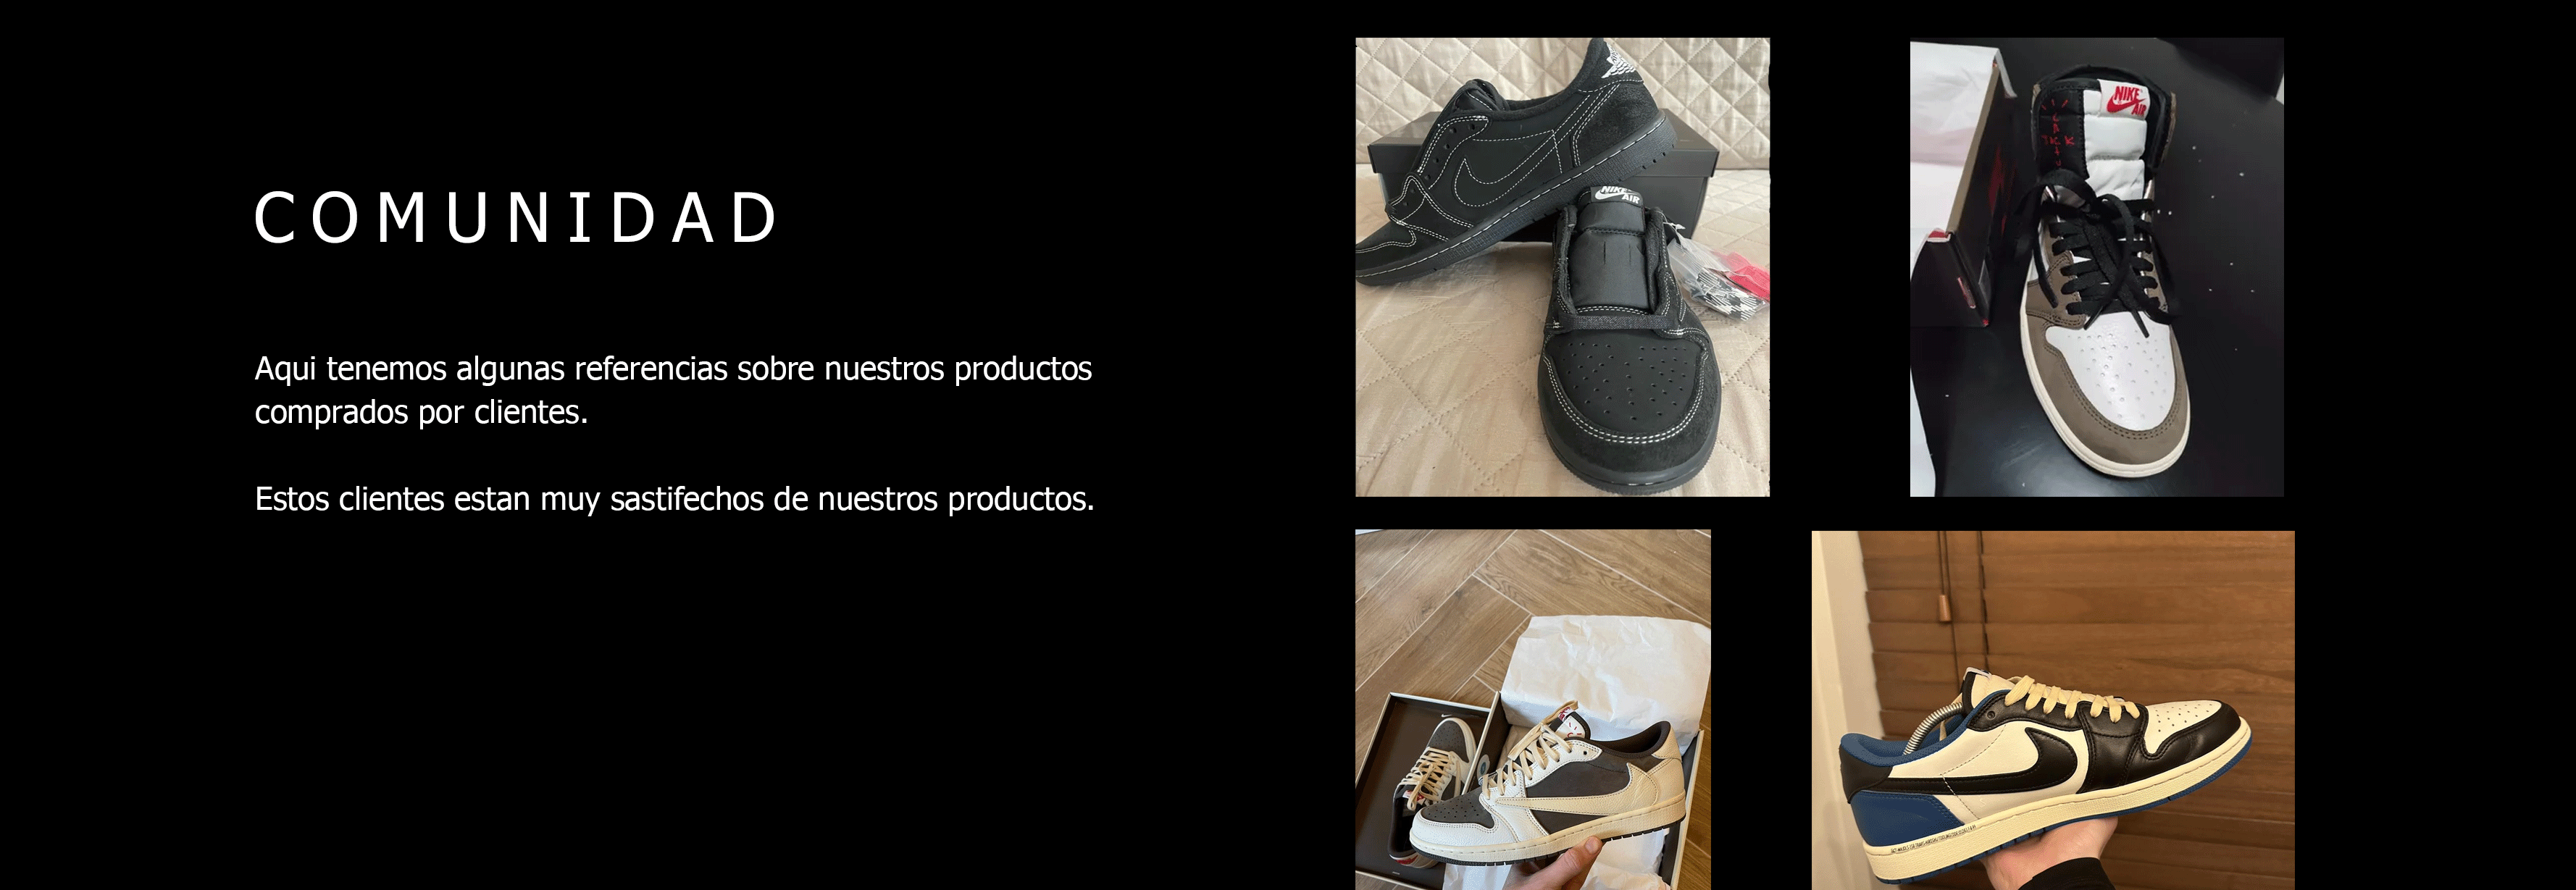 COMUNIDAD
Aqui tenemos algunas referencias sobre nuestros productos
comprados por clientes.
Estos clientes estan muy sastifechos de nuestros productos.
NIKE
AIR
NIKE
AIR